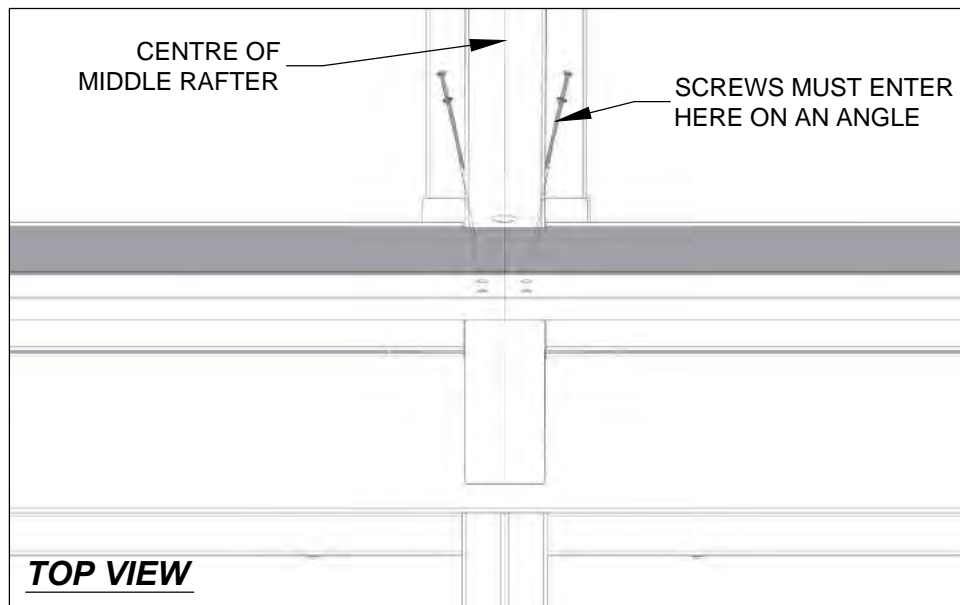 CENTRE OF
MIDDLE RAFTER
SCREWS MUST ENTER
HERE ON AN ANGLE
TOP VIEW